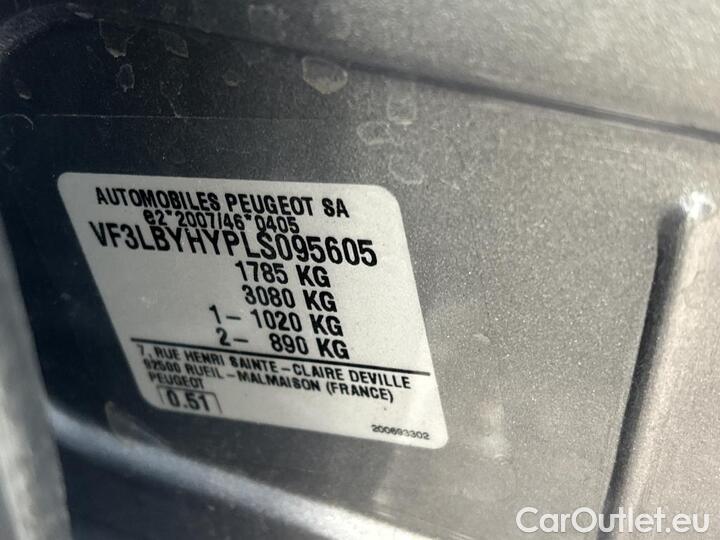 AUTOMOBILES PEUGEOT SA
e2*2007/46*0405
VF3LBYHYPLS095605
1785 KG
3080 KG
1– 1020 KG
2– 890 KG
7, RUE HENRI SAINTE – CLAIRE DEVILLE
92500 RUEIL – MALMAISON (FRANCE)
PEUGEOT
0.51
200693302
CarOutlet.eu